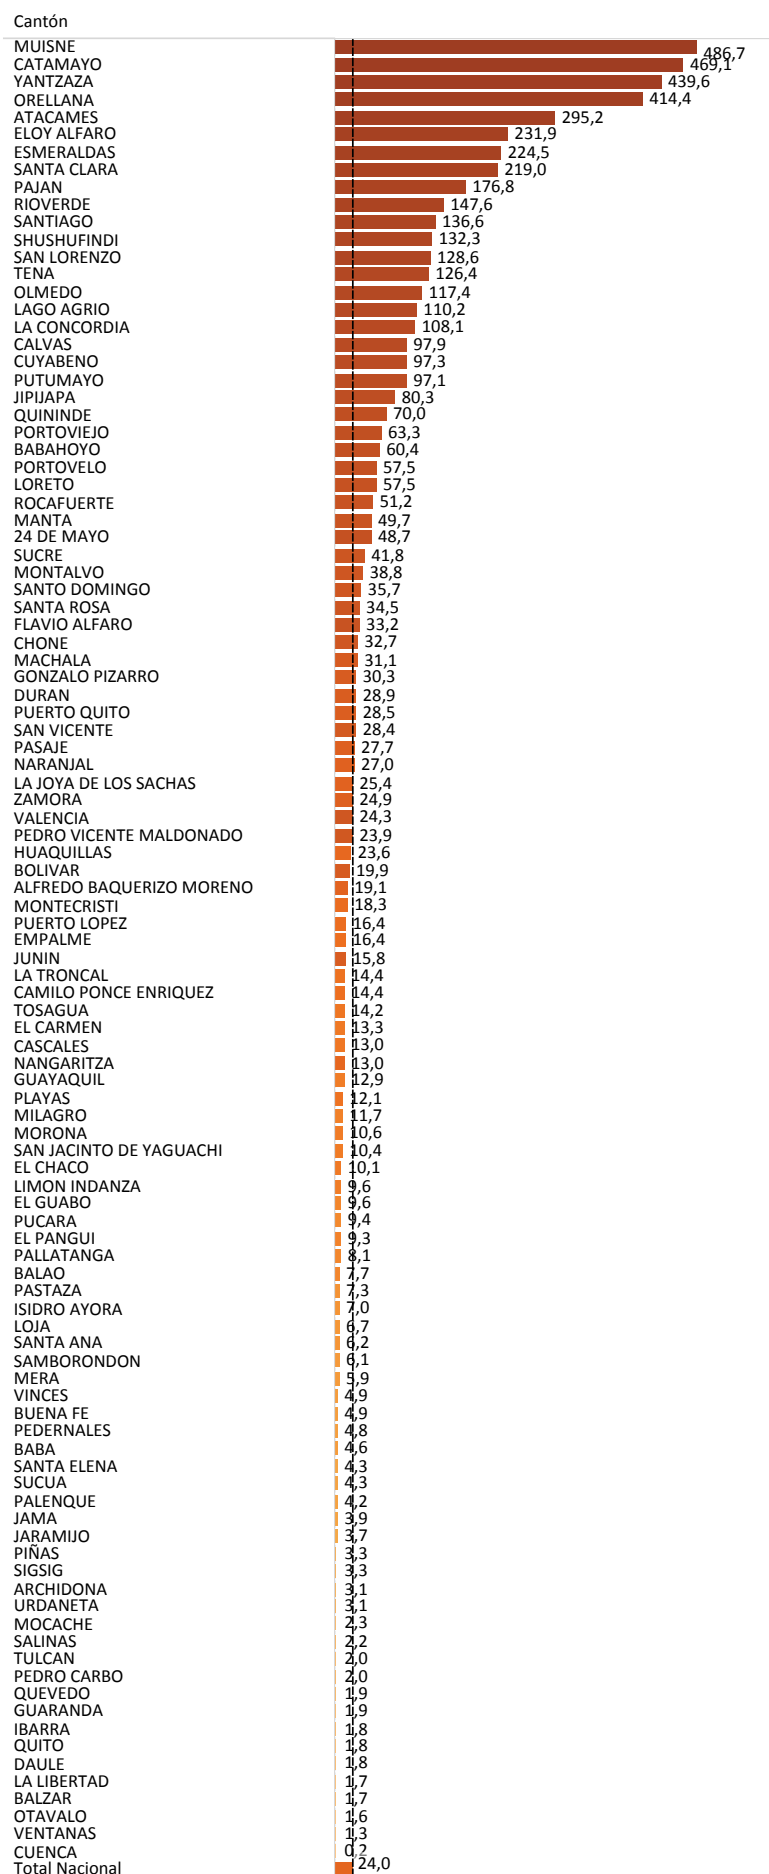 Cantón
MUISNE 486,7
CATAMAYO 469,1
YANTZAZA 439,6
ORELLANA 414,4
ATACAMES 295,2
ELOY ALFARO 231,9
ESMERALDAS 224,5
SANTA CLARA 219,0
PAJAN 176,8
RIOVERDE 147,6
SANTIAGO 136,6
SHUSHUFINDI 132,3
SAN LORENZO 128,6
TENA 126,4
OLMEDO 117,4
LAGO AGRIO 110,2
LA CONCORDIA 108,1
CALVAS 97,9
CUYABENO 97,3
PUTUMAYO 97,1
JIPIJAPA 80,3
QUININDE 70,0
PORTOVIEJO 63,3
BABAHOYO 60,4
PORTOVELO 57,5
LORETO 57,5
ROCAFUERTE 51,2
MANTA 49,7
24 DE MAYO 48,7
SUCRE 41,8
MONTALVO 38,8
SANTO DOMINGO 35,7
SANTA ROSA 34,5
FLAVIO ALFARO 33,2
CHONE 32,7
MACHALA 31,1
GONZALO PIZARRO 30,3
DURAN 28,9
PUERTO QUITO 28,5
SAN VICENTE 28,4
PASAJE 27,7
NARANJAL 27,0
LA JOYA DE LOS SACHAS 25,4
ZAMORA 24,9
VALENCIA 24,3
PEDRO VICENTE MALDONADO 23,9
HUAQUILLAS 23,6
BOLIVAR 19,9
ALFREDO BAQUERIZO MORENO 19,1
MONTECRISTI 18,3
PUERTO LOPEZ 16,4
EMPALME 16,4
JUNIN 15,8
LA TRONCAL 14,4
CAMILO PONCE ENRIQUEZ 14,4
TOSAGUA 14,2
EL CARMEN 13,3
CASCALES 13,0
NANGARITZA 13,0
GUAYAQUIL 12,9
PLAYAS 12,1
MILAGRO 11,7
MORONA 10,6
SAN JACINTO DE YAGUACHI 10,4
EL CHACO 10,1
LIMON INDANZA 9,6
EL GUABO 9,6
PUCARA 9,4
EL PANGUI 9,3
PALLATANGA 8,1
BALAO 7,7
PASTAZA 7,3
ISIDRO AYORA 7,0
LOJA 6,7
SANTA ANA 6,2
SAMBORONDON 6,1
MERA 5,9
VINCES 4,9
BUENA FE 4,9
PEDERNALES 4,8
BABA 4,6
SANTA ELENA 4,3
SUCUA 4,3
PALENQUE 4,2
JAMA 3,9
JARAMIJO 3,7
PIÑAS 3,3
SIGSIG 3,3
ARCHIDONA 3,1
URDANETA 3,1
MOCACHE 2,3
SALINAS 2,2
TULCAN 2,0
PEDRO CARBO 2,0
QUEVEDO 1,9
GUARANDA 1,9
IBARRA 1,8
QUITO 1,8
DAULE 1,8
LA LIBERTAD 1,7
BALZAR 1,7
OTAVALO 1,6
VENTANAS 1,3
CUENCA 0,2
Total Nacional 24,0